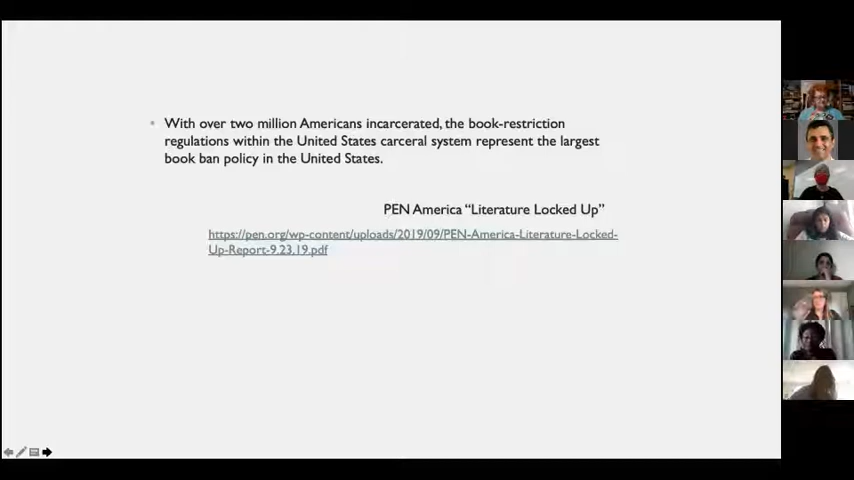 With over two million Americans incarcerated, the book-restriction
regulations within the United States carceral system represent the largest
book ban policy in the United States.
PEN America “Literature Locked Up”
https://pen.org/wp-content/uploads/2019/09/PEN-America-Literature-Locked-
Up-Report-9.23.19.pdf